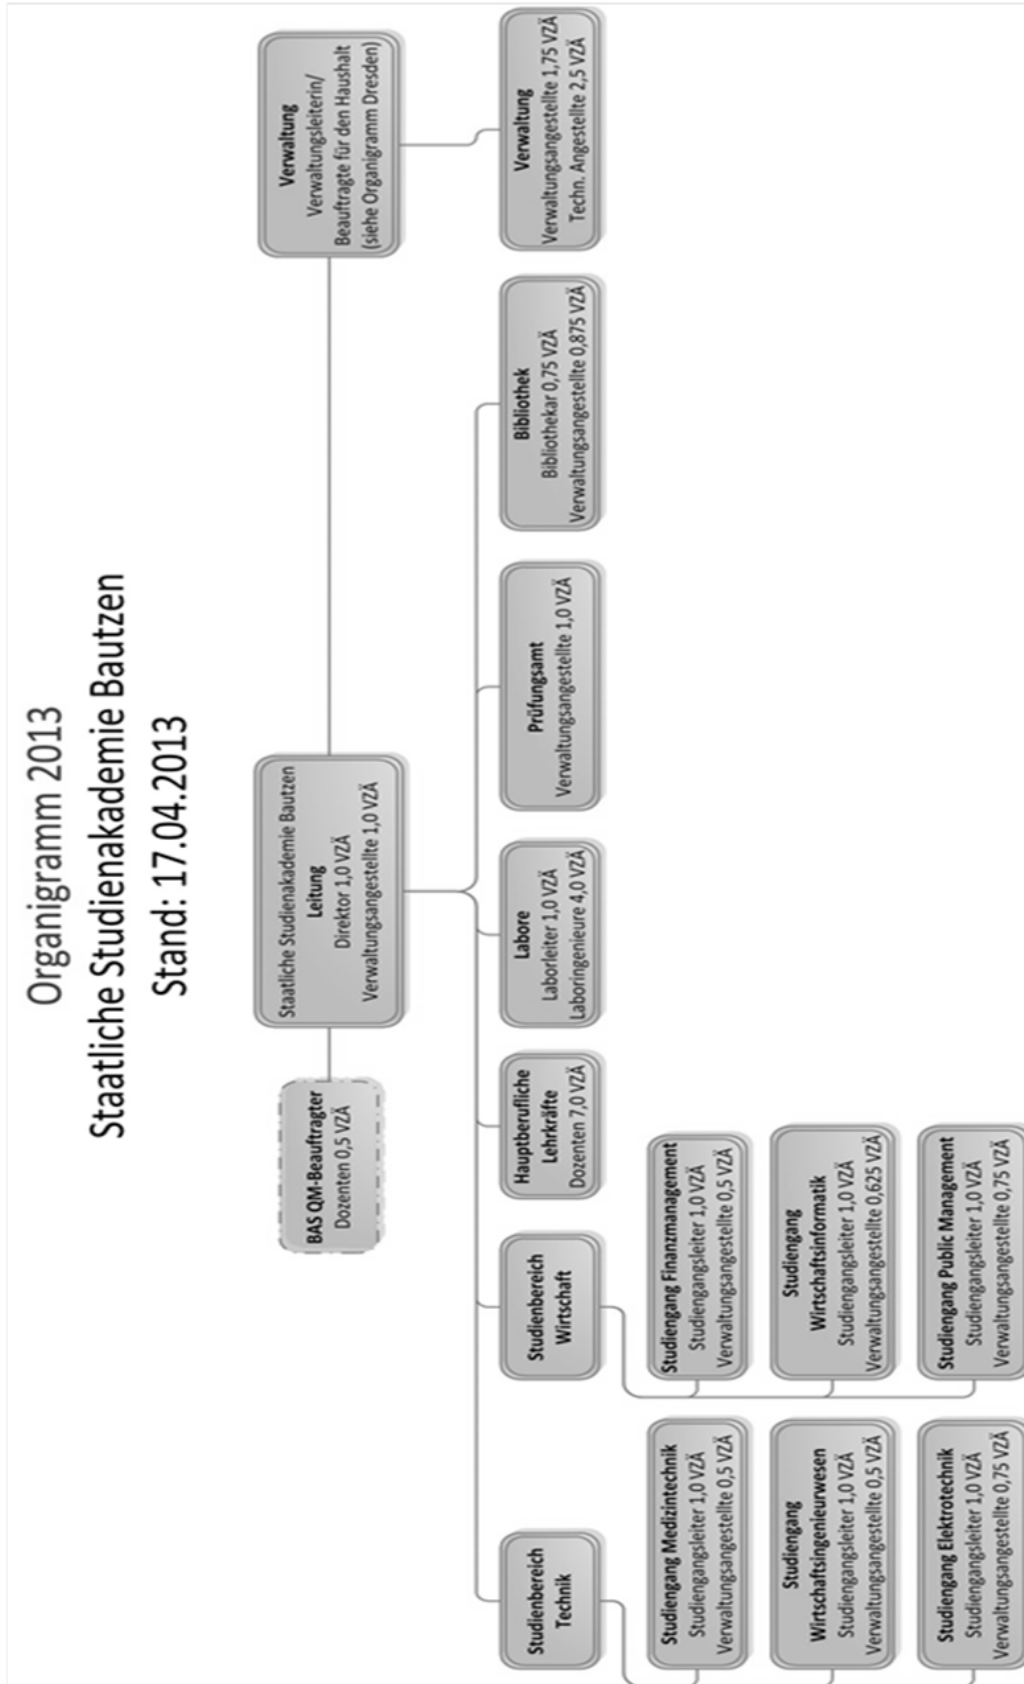 Organigramm 2013
Staatliche Studienakademie Bautzen
Stand: 17.04.2013
BAS QM-Beauftragter
Dozenten 0,5 VZÄ
Staatliche Studienakademie Bautzen
Leitung
Direktor 1,0 VZÄ
Verwaltungsangestellte 1,0 VZÄ
Verwaltung
Verwaltungsleiterin/
Beauftragte für den Haushalt
(siehe Organigramm Dresden)
Studienbereich
Technik
Studienbereich
Wirtschaft
Hauptberufliche
Lehrkräfte
Dozenten 7,0 VZÄ
Labore
Laborleiter 1,0 VZÄ
Laboringenieure 4,0 VZÄ
Prüfungsamt
Verwaltungsangestellte 1,0 VZÄ
Bibliothek
Bibliothekar 0,75 VZÄ
Verwaltungsangestellte 0,875 VZÄ
Verwaltung
Verwaltungsangestellte 1,75 VZÄ
Techn. Angestellte 2,5 VZÄ
Studiengang Medizintechnik
Studiengangsleiter 1,0 VZÄ
Verwaltungsangestellte 0,5 VZÄ
Studiengang Finanzmanagement
Studiengangsleiter 1,0 VZÄ
Verwaltungsangestelle 0,5 VZÄ
Studiengang
Wirtschaftsingenieurwesen
Studiengangsleiter 1,0 VZÄ
Verwaltungsangestellte 0,5 VZÄ
Studiengang
Wirtschaftsinformatik
Studiengangsleiter 1,0 VZÄ
Verwaltungsangestellte 0,625 VZÄ
Studiengang Elektrotechnik
Studiengangsleiter 1,0 VZÄ
Verwaltungsangestellte 0,75 VZÄ
Studiengang Public Management
Studiengangsleiter 1,0 VZÄ
Verwaltungsangestellte 0,75 VZÄ